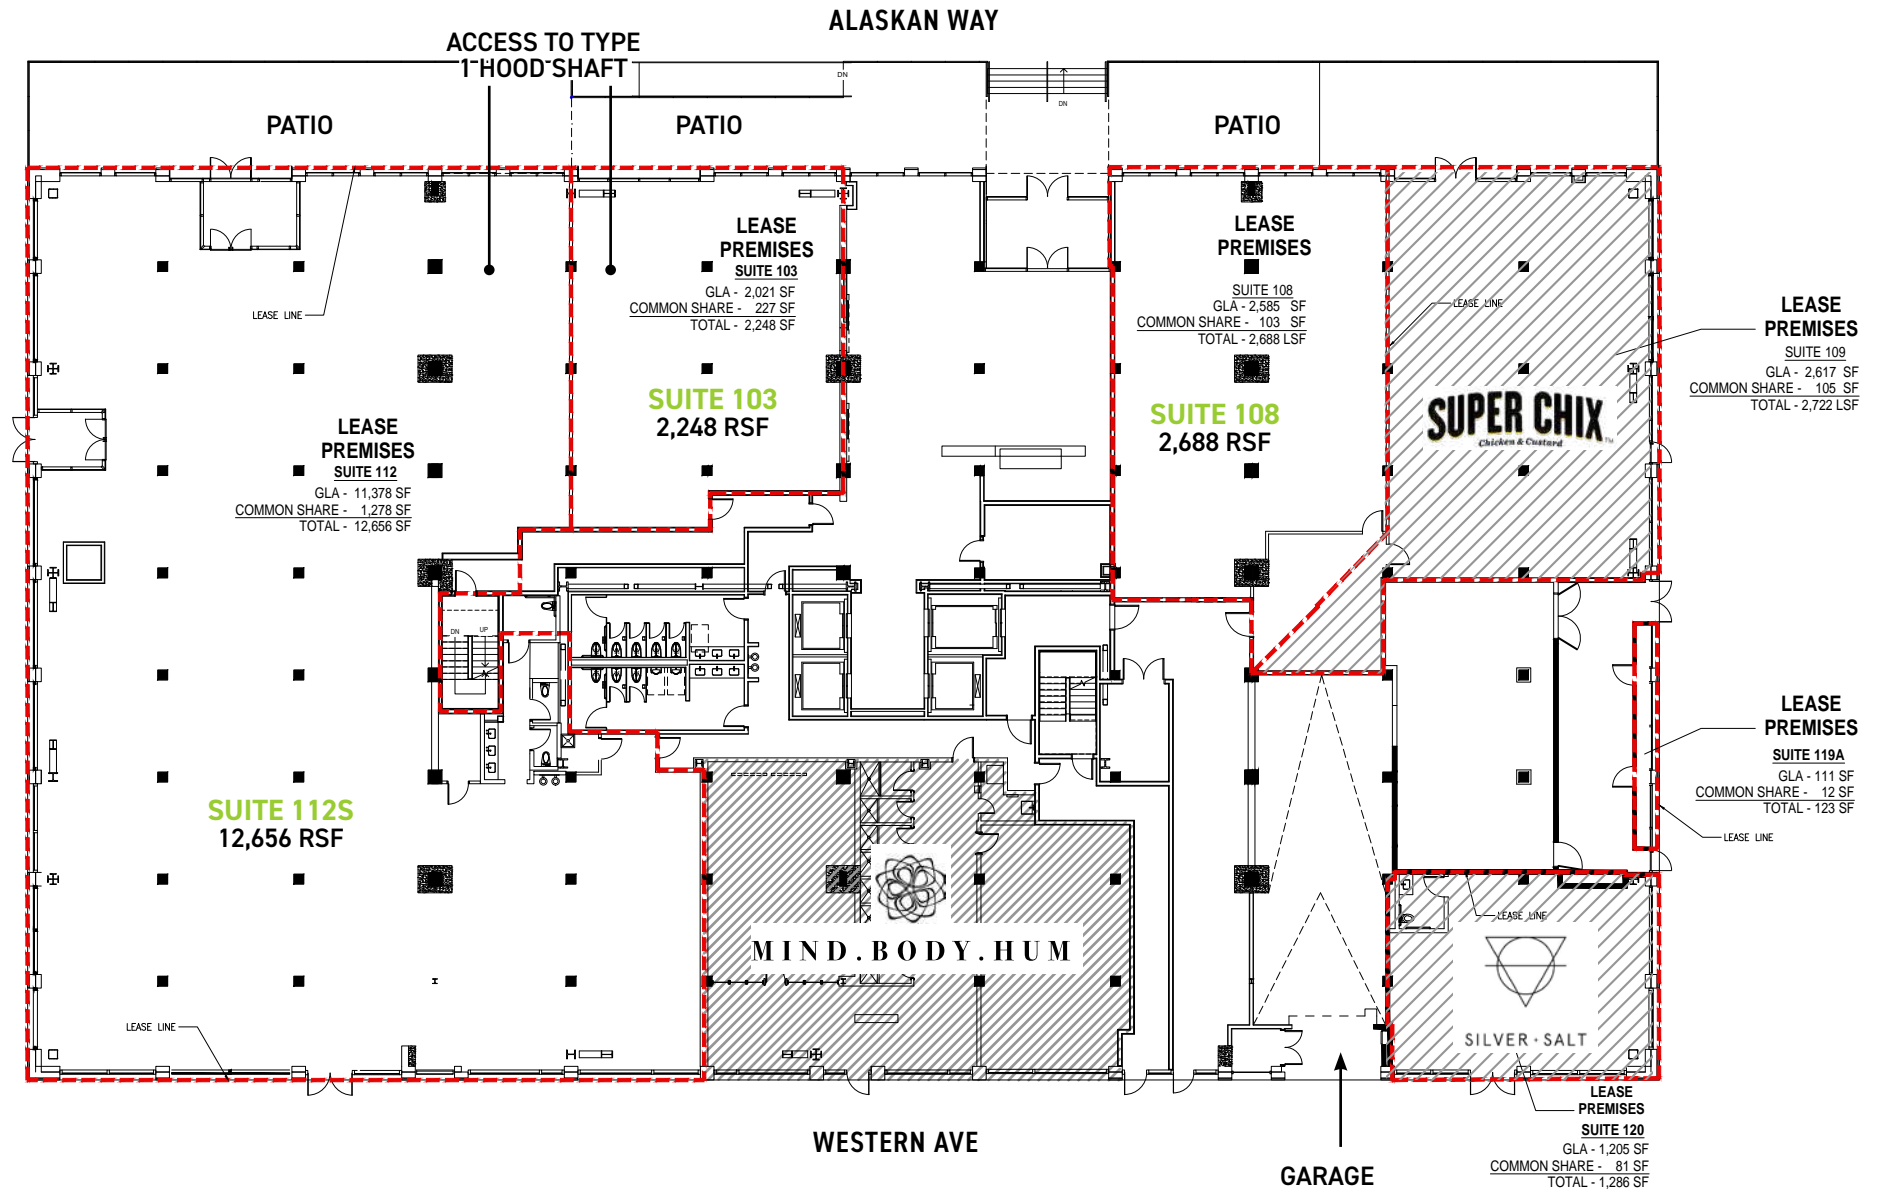 ALASKAN WAY
ACCESS TO TYPE
1 HOOD SHAFT
DN
DN
PATIO
PATIO
PATIO
LEASE
PREMISES
SUITE 103
GLA - 2,021 SF
COMMON SHARE - 227 SF
TOTAL - 2,248 SF
LEASE
PREMISES
SUITE 108
GLA - 2,585 SF
COMMON SHARE - 103 SF
TOTAL - 2,688 LSF
LEASE LINE
LEASE LINE
LEASE
PREMISES
SUITE 109
GLA - 2,617 SF
COMMON SHARE - 105 SF
TOTAL - 2,722 LSF
SUITE 103
2,248 RSF
SUITE 108
2,688 RSF
SUPER CHIX
Chicken & Custard
TM
LEASE
PREMISES
SUITE 112
GLA - 11,378 SF
COMMON SHARE - 1,278 SF
TOTAL - 12,656 SF
DN
UP
LEASE
PREMISES
SUITE 119A
GLA - 111 SF
COMMON SHARE - 12 SF
TOTAL - 123 SF
LEASE LINE
SUITE 112S
12,656 RSF
MIND.BODY.HUM
LEASE LINE
SILVER·SALT
LEASE LINE
LEASE
PREMISES
SUITE 120
GLA - 1,205 SF
COMMON SHARE - 81 SF
TOTAL - 1,286 SF
WESTERN AVE
GARAGE